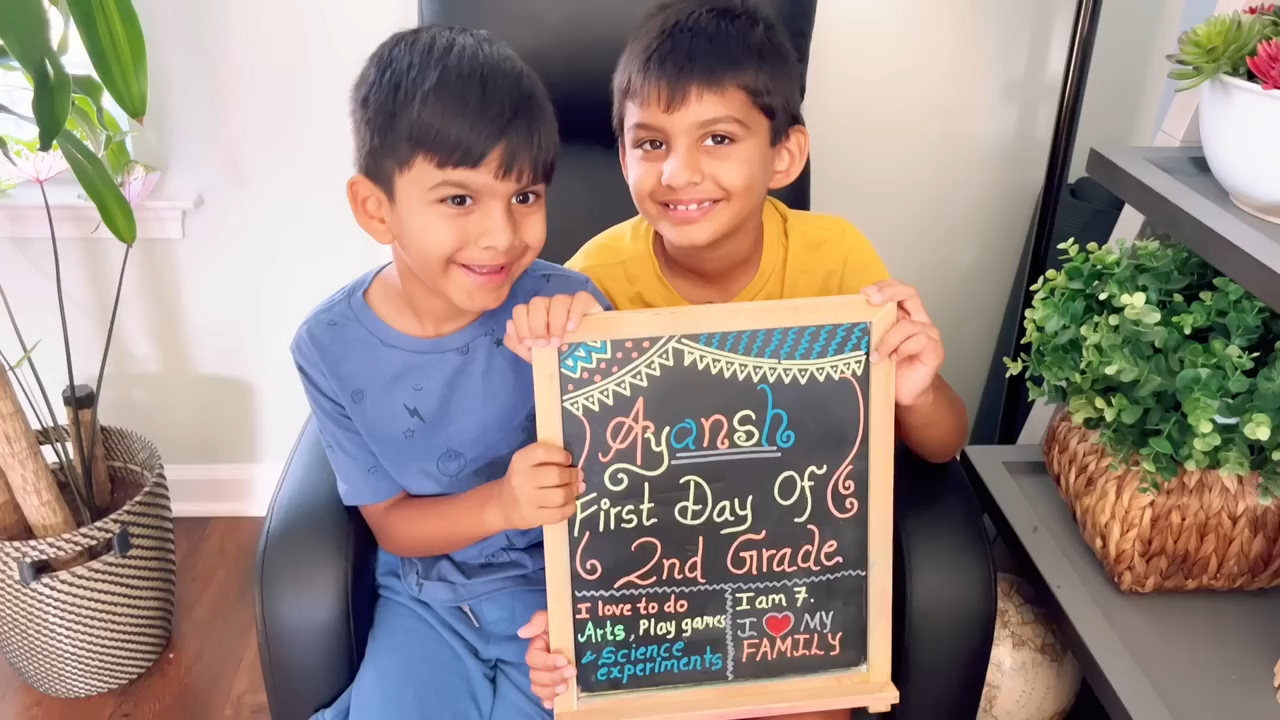 Ayansh
First Day Of
2nd Grade
I love to do
Arts, Play games
& Science
experiments
I am 7.
I ❤ MY
FAMILY